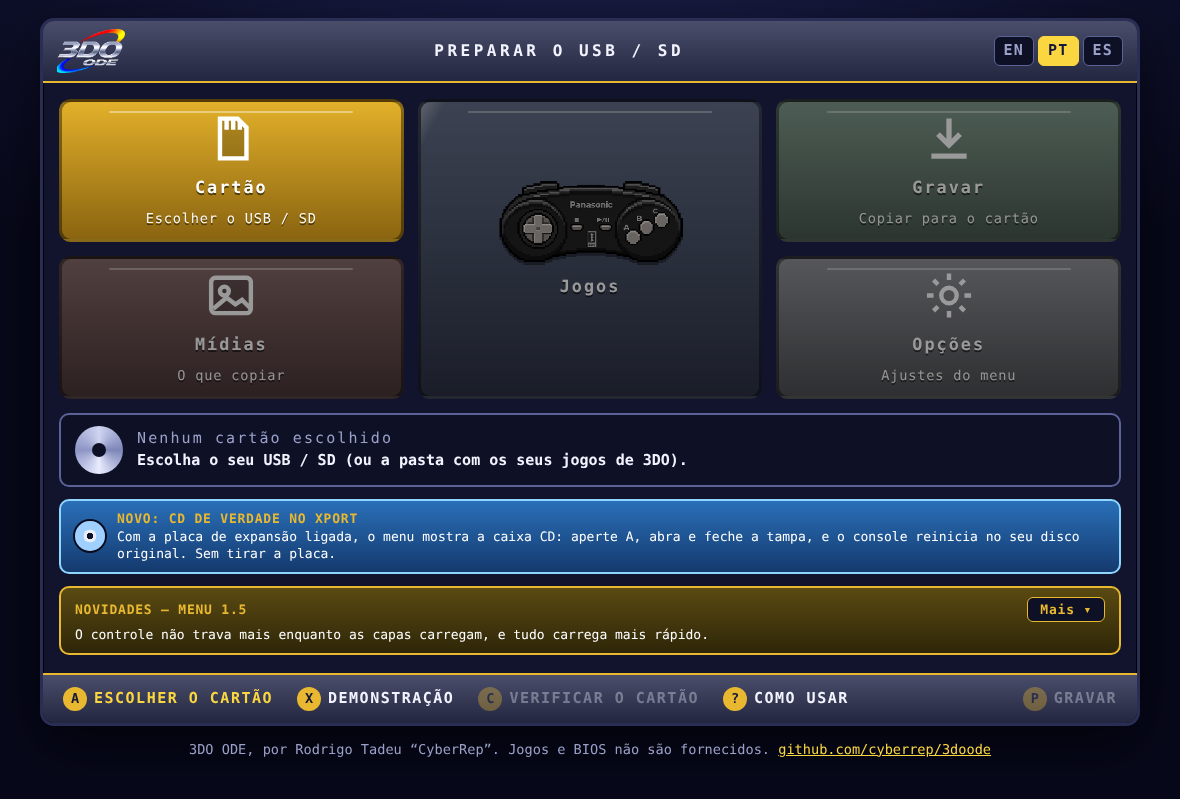 3DO
ODE
PREPARAR O USB / SD
EN
PT
ES
Cartão
Escolher o USB / SD
Panasonic
A
B
C
Jogos
Gravar
Copiar para o cartão
Mídias
O que copiar
Opções
Ajustes do menu
Nenhum cartão escolhido
Escolha o seu USB / SD (ou a pasta com os seus jogos de 3DO).
NOVO: CD DE VERDADE NO XPORT
Com a placa de expansão ligada, o menu mostra a caixa CD: aperte A, abra e feche a tampa, e o console reinicia no seu disco
original. Sem tirar a placa.
NOVIDADES — MENU 1.5
Mais ▾
O controle não trava mais enquanto as capas carregam, e tudo carrega mais rápido.
A ESCOLHER O CARTÃO
X DEMONSTRAÇÃO
C VERIFICAR O CARTÃO
? COMO USAR
P GRAVAR
3DO ODE, por Rodrigo Tadeu “CyberRep”. Jogos e BIOS não são fornecidos. github.com/cyberrep/3doode